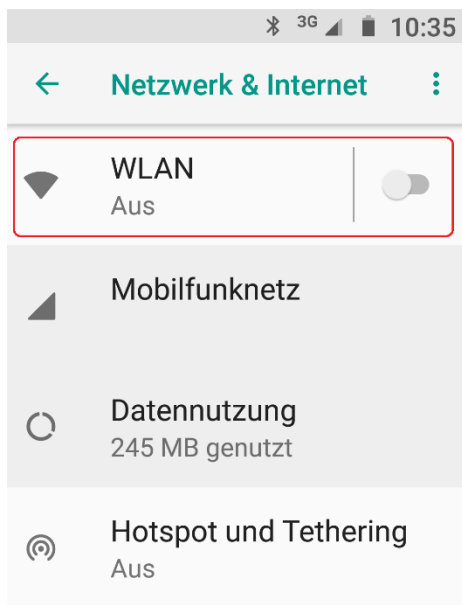 3G 10:35
Netzwerk & Internet
WLAN
Aus
Mobilfunknetz
Datennutzung
245 MB genutzt
Hotspot und Tethering
Aus